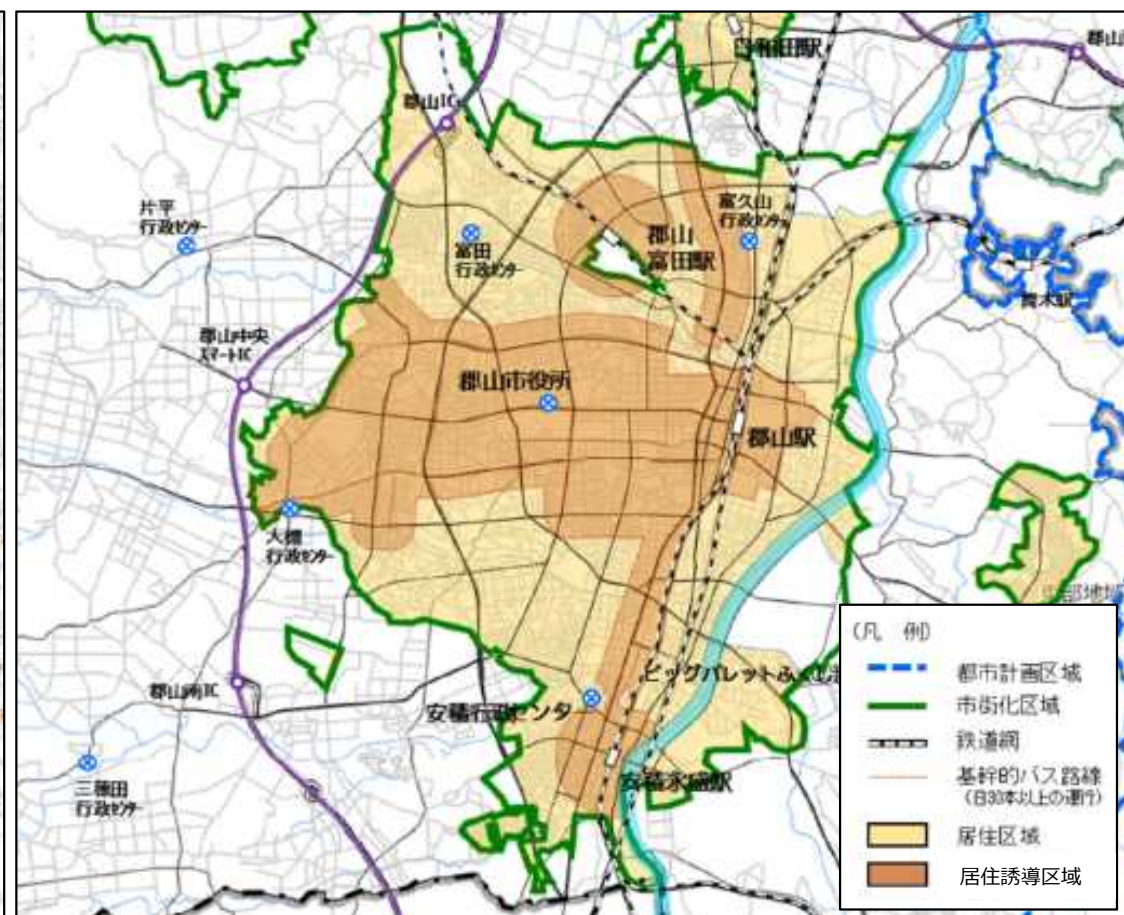 日和田駅
郡山
郡山IC
片平
行政センター
富田
行政センター
郡山
富田駅
富久山
行政センター
舞木駅
郡山中央
スマートIC
郡山市役所
郡山駅
大槻
行政センター
郡山南IC
ビッグパレットふくしま
安積行政センタ
安積永盛駅
三穂田
行政センター
部地域
(凡 例)
都市計画区域
市街化区域
鉄道網
基幹的バス路線
(日30本以上の運行)
居住区域
居住誘導区域